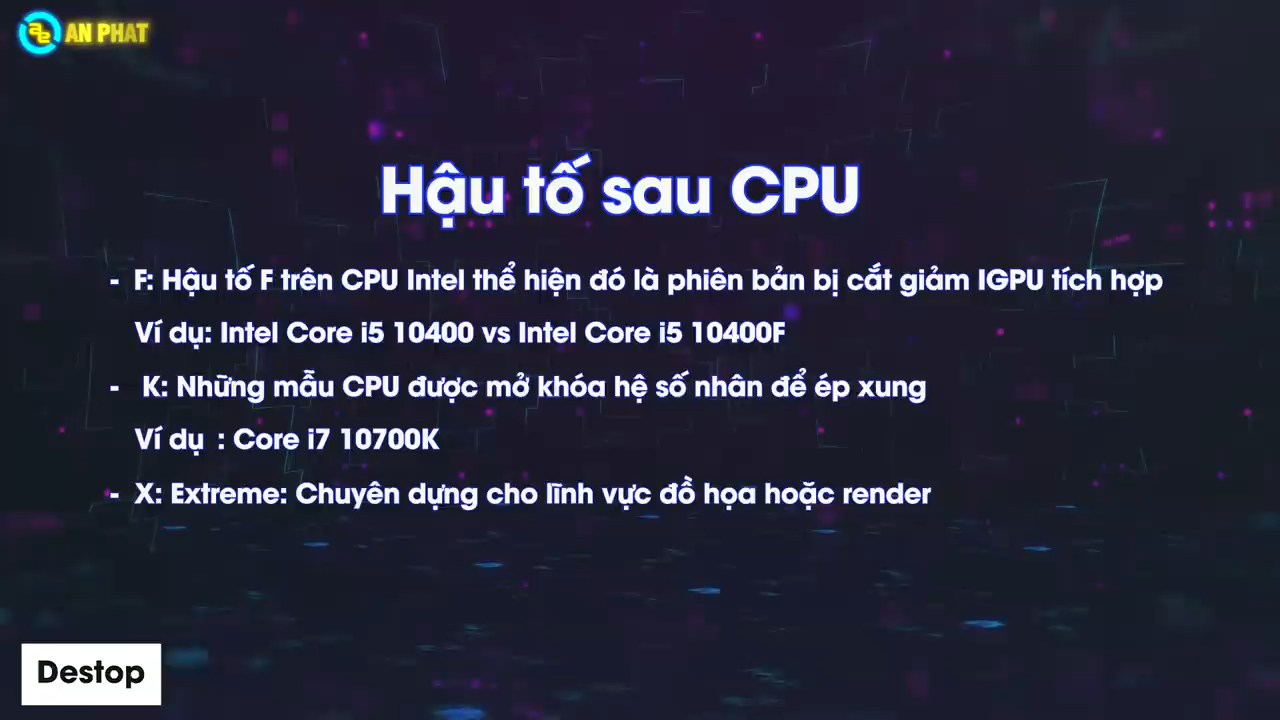 AN PHAT
Hậu tố sau CPU
- F: Hậu tố F trên CPU Intel thể hiện đó là phiên bản bị cắt giảm IGPU tích hợp
Ví dụ: Intel Core i5 10400 vs Intel Core i5 10400F
- K: Những mẫu CPU được mở khóa hệ số nhân để ép xung
Ví dụ : Core i7 10700K
- X: Extreme: Chuyên dựng cho lĩnh vực đồ họa hoặc render
Destop